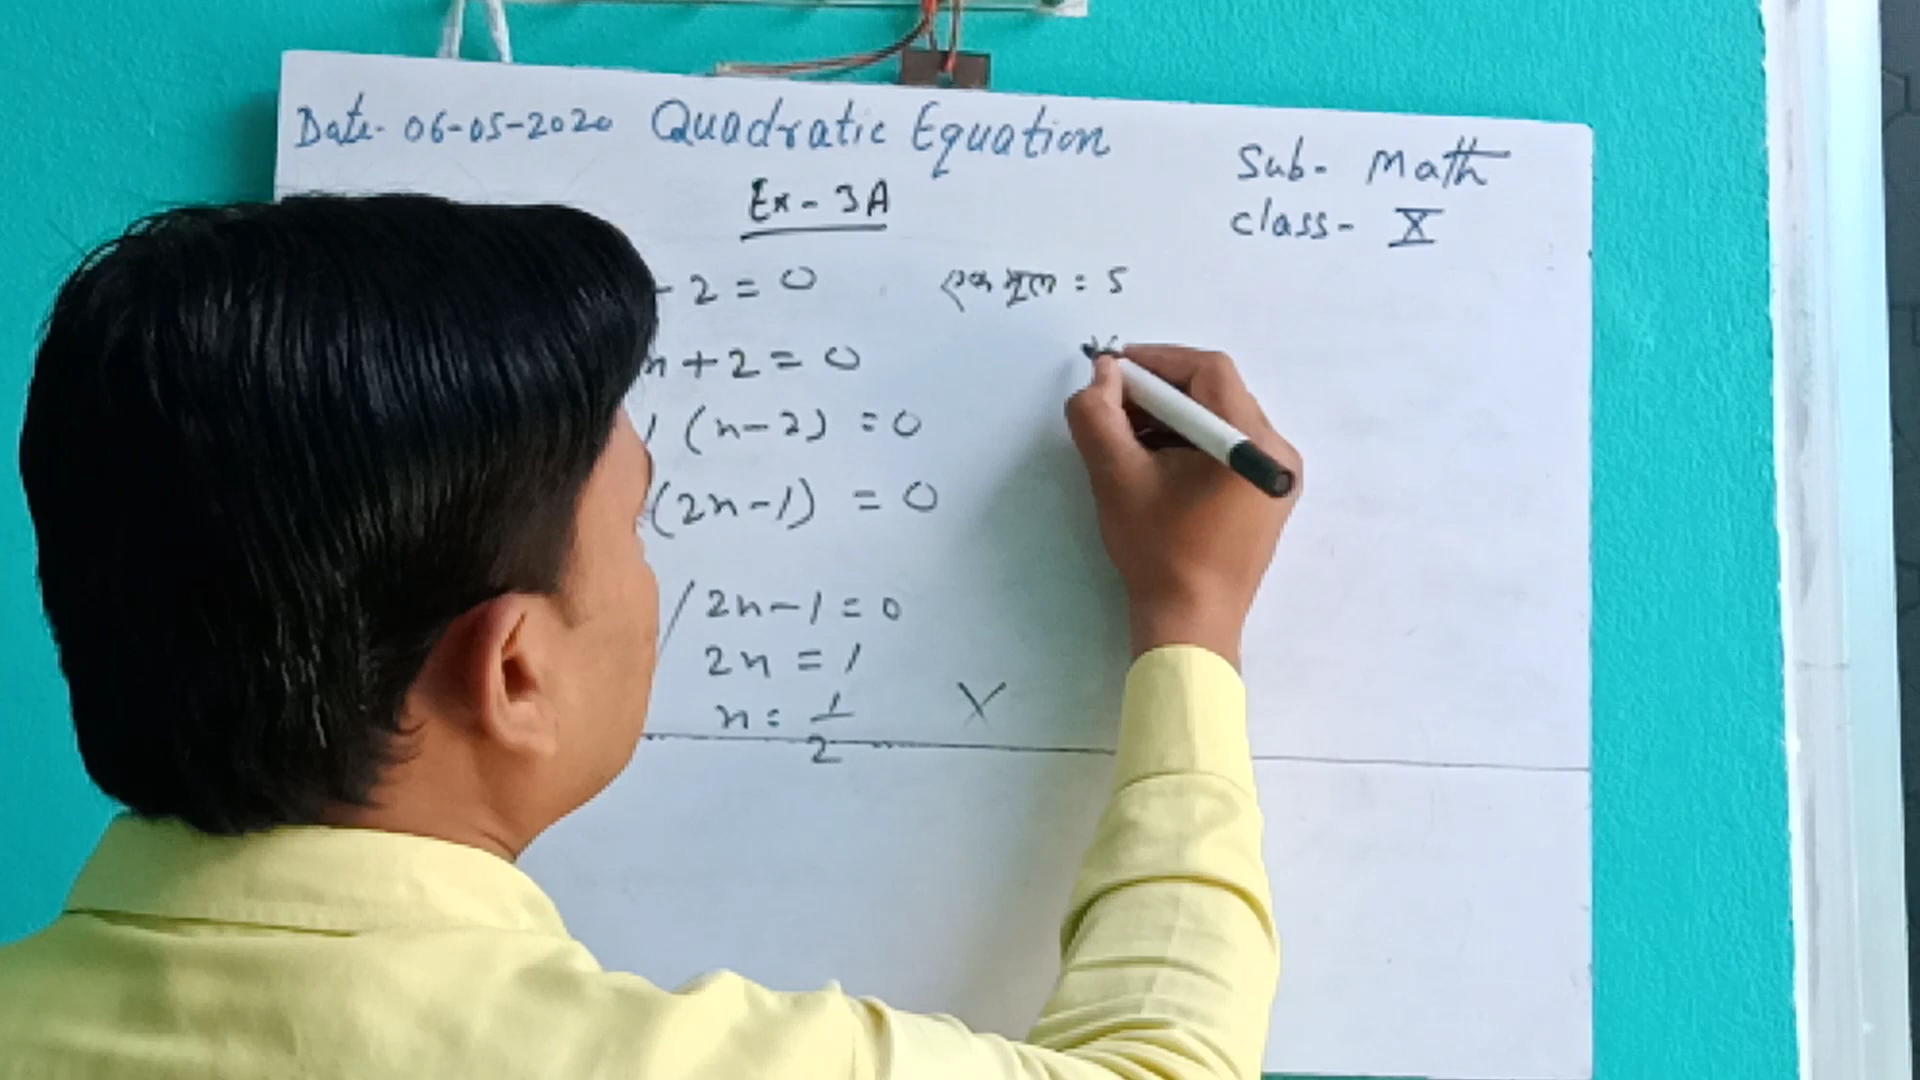 Date- 06-05-2020 Quadratic Equation
Sub- Math
Class- X
Ex-3A
2 = 0
= 5
n + 2 = 0
(n-2) = 0
(2n-1) = 0
/ 2n-1 = 0
2n = 1
n = 1/2